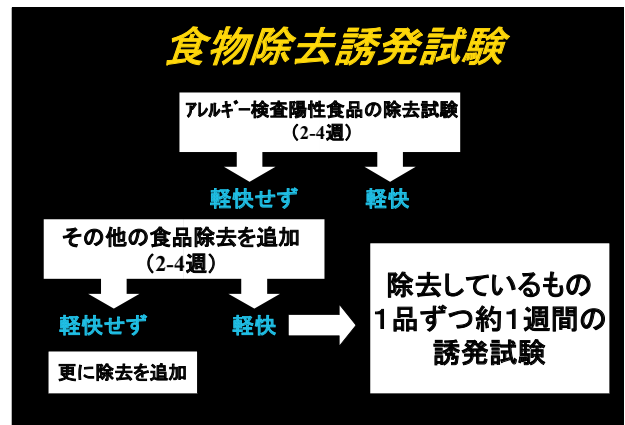 食物除去誘発試験
アレルギー検査陽性食品の除去試験
（2-4週）
軽快せず
軽快
その他の食品除去を追加
（2-4週）
軽快せず
軽快
除去しているもの
１品ずつ約１週間の
誘発試験
更に除去を追加